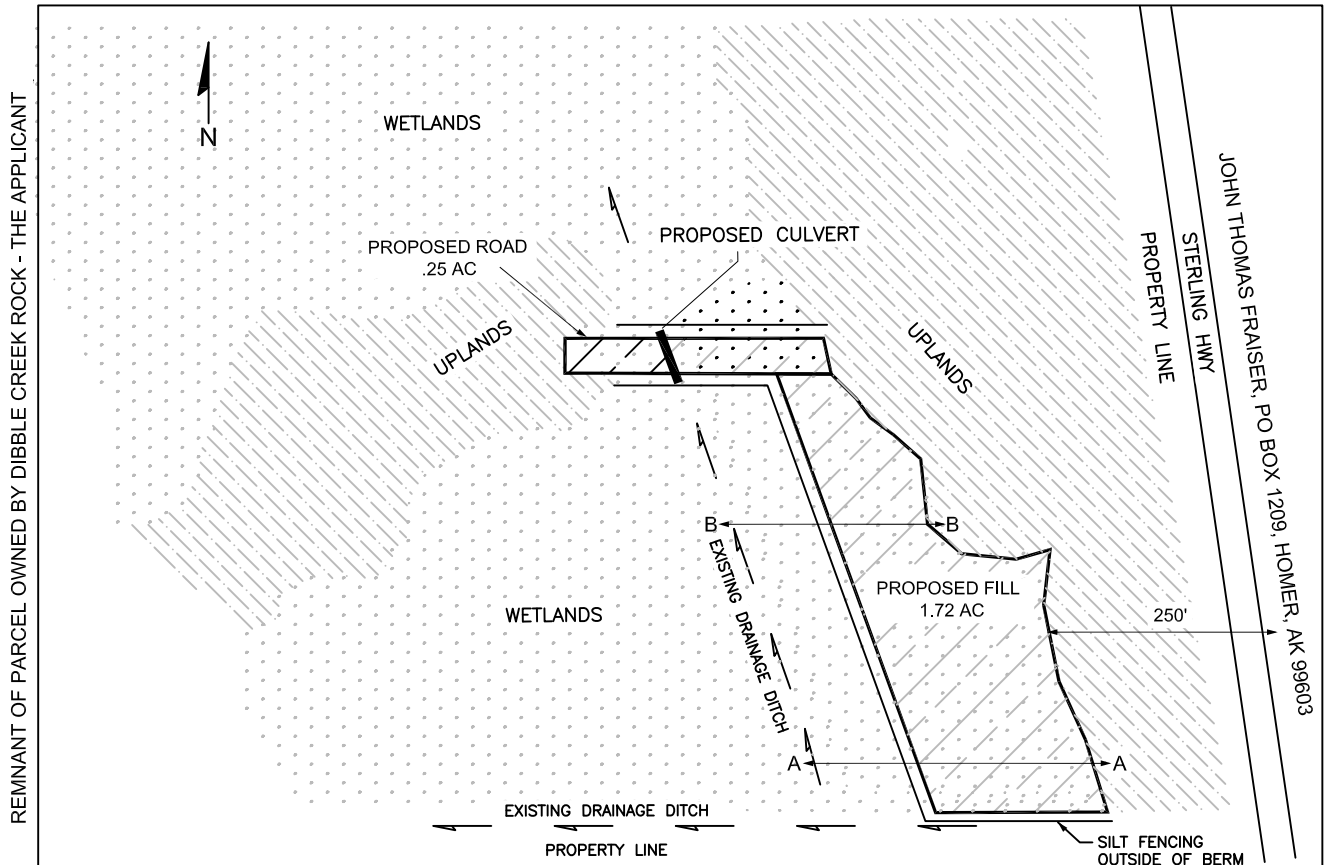 REMNANT OF PARCEL OWNED BY DIBBLE CREEK ROCK - THE APPLICANT
N
WETLANDS
PROPOSED ROAD
.25 AC
PROPOSED CULVERT
UPLANDS
UPLANDS
PROPERTY LINE
STERLING HWY
JOHN THOMAS FRAISER, PO BOX 1209, HOMER, AK 99603
B
B
EXISTING DRAINAGE DITCH
WETLANDS
PROPOSED FILL
1.72 AC
250'
A
A
EXISTING DRAINAGE DITCH
PROPERTY LINE
SILT FENCING
OUTSIDE OF BERM